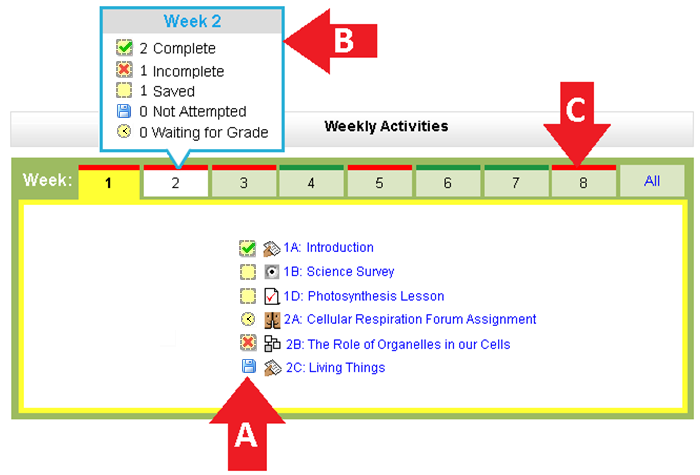 Week 2
2 Complete
1 Incomplete
1 Saved
0 Not Attempted
0 Waiting for Grade
B
C
Weekly Activities
Week: 1 2 3 4 5 6 7 8 All
1A: Introduction
1B: Science Survey
1D: Photosynthesis Lesson
2A: Cellular Respiration Forum Assignment
2B: The Role of Organelles in our Cells
2C: Living Things
A